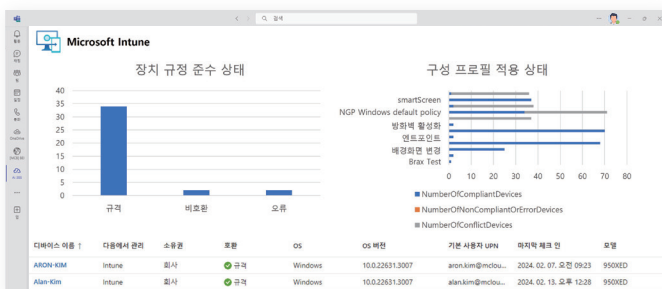 검색
Microsoft Intune
장치 규정 준수 상태
40
35
30
25
20
15
10
5
0
규격
비호환
오류
구성 프로필 적용 상태
smartScreen
NGP Windows default policy
방화벽 활성화
엔트포인트
배경화면 변경
Brax Test
0 10 20 30 40 50 60 70 80
NumberOfCompliantDevices
NumberOfNonCompliantOrErrorDevices
NumberOfConflictDevices
디바이스 이름 ↑ 다음에서 관리 소유권 호환 OS OS 버전 기본 사용자 UPN 마지막 체크 인 모델
ARON-KIM Intune 회사 규격 Windows 10.0.22631.3007 aron.kim@mclou... 2024. 02. 07. 오전 09:23 950XED
Alan-Kim Intune 회사 규격 Windows 10.0.22631.3007 alan.kim@mclou... 2024. 02. 13. 오후 12:28 950XED